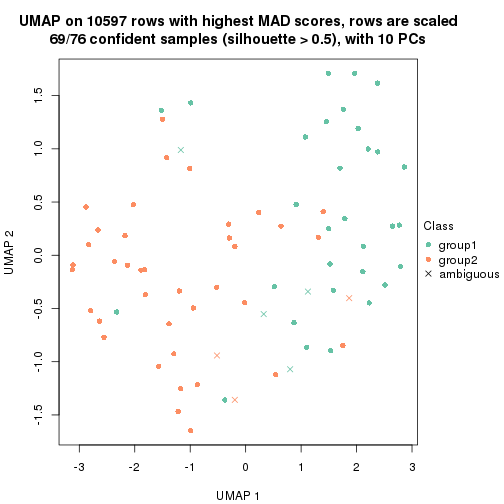 UMAP on 10597 rows with highest MAD scores, rows are scaled
69/76 confident samples (silhouette > 0.5), with 10 PCs
UMAP 2
1.5
1.0
0.5
0.0
-0.5
-1.0
-1.5
-3 -2 -1 0 1 2 3
UMAP 1
Class
group1
group2
ambiguous